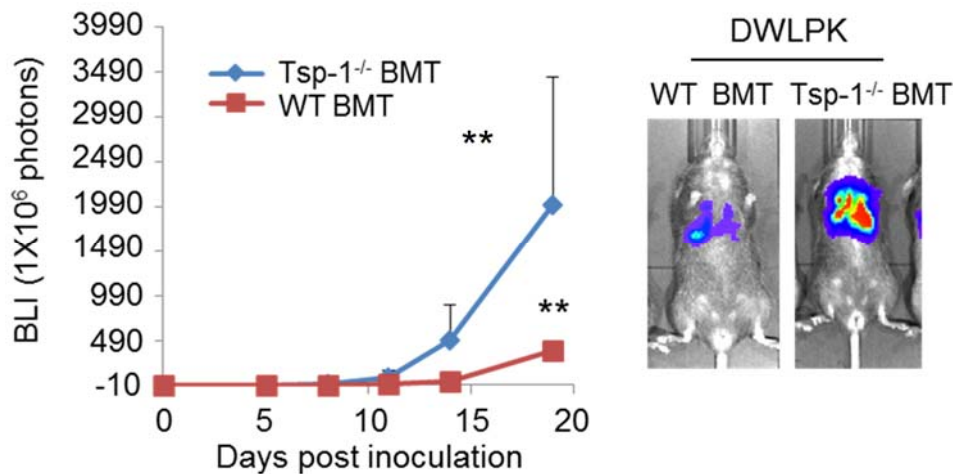 3990
3490
2990
2490
1990
1490
990
490
-10
BLI (1X10⁶ photons)
Tsp-1⁻/⁻ BMT
WT BMT
**
**
0 5 10 15 20
Days post inoculation
DWLPK
WT BMT Tsp-1⁻/⁻ BMT